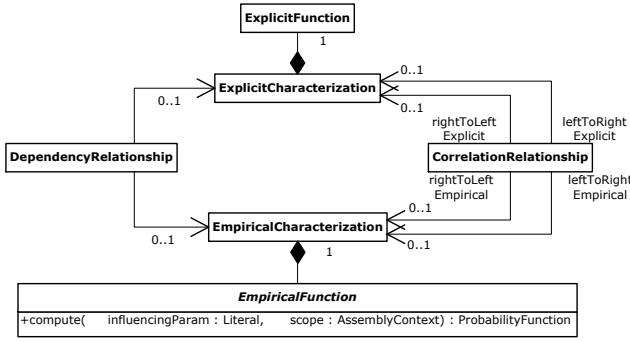 ExplicitFunction
1
0..1
ExplicitCharacterization
0..1
0..1
rightToLeft
Explicit
leftToRight
Explicit
DependencyRelationship
CorrelationRelationship
rightToLeft
Empirical
leftToRight
Empirical
0..1
EmpiricalCharacterization
0..1
0..1
1
EmpiricalFunction
+compute( influencingParam : Literal, scope : AssemblyContext) : ProbabilityFunction